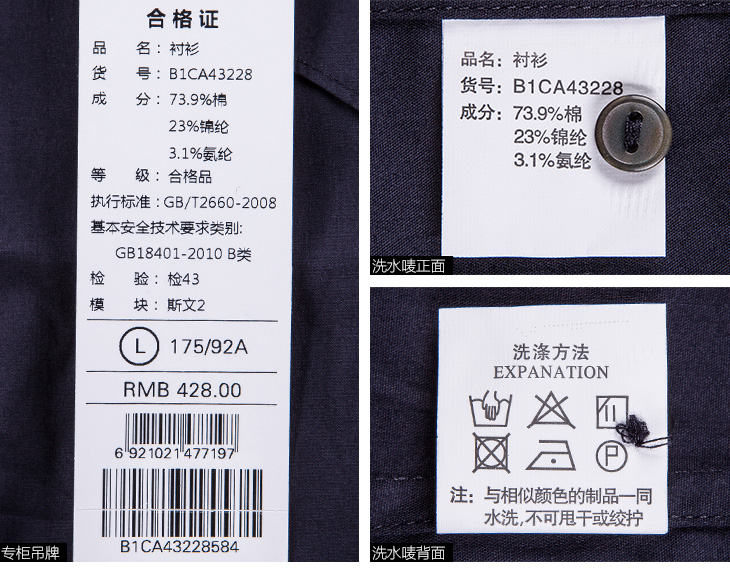 合格证
品 名：衬衫
货 号：B1CA43228
成 分：73.9%棉
23%锦纶
3.1%氨纶
等 级：合格品
执行标准：GB/T2660-2008
基本安全技术要求类别:
GB18401-2010 B类
检 验：检43
模 块：斯文2
L 175/92A
RMB 428.00
6 921021 477197
B1CA43228584
专柜吊牌
品名：衬衫
货号：B1CA43228
成分：73.9%棉
23%锦纶
3.1%氨纶
洗水唛正面
洗涤方法
EXPANATION
P
注：与相似颜色的制品一同
水洗,不可甩干或绞拧
洗水唛背面